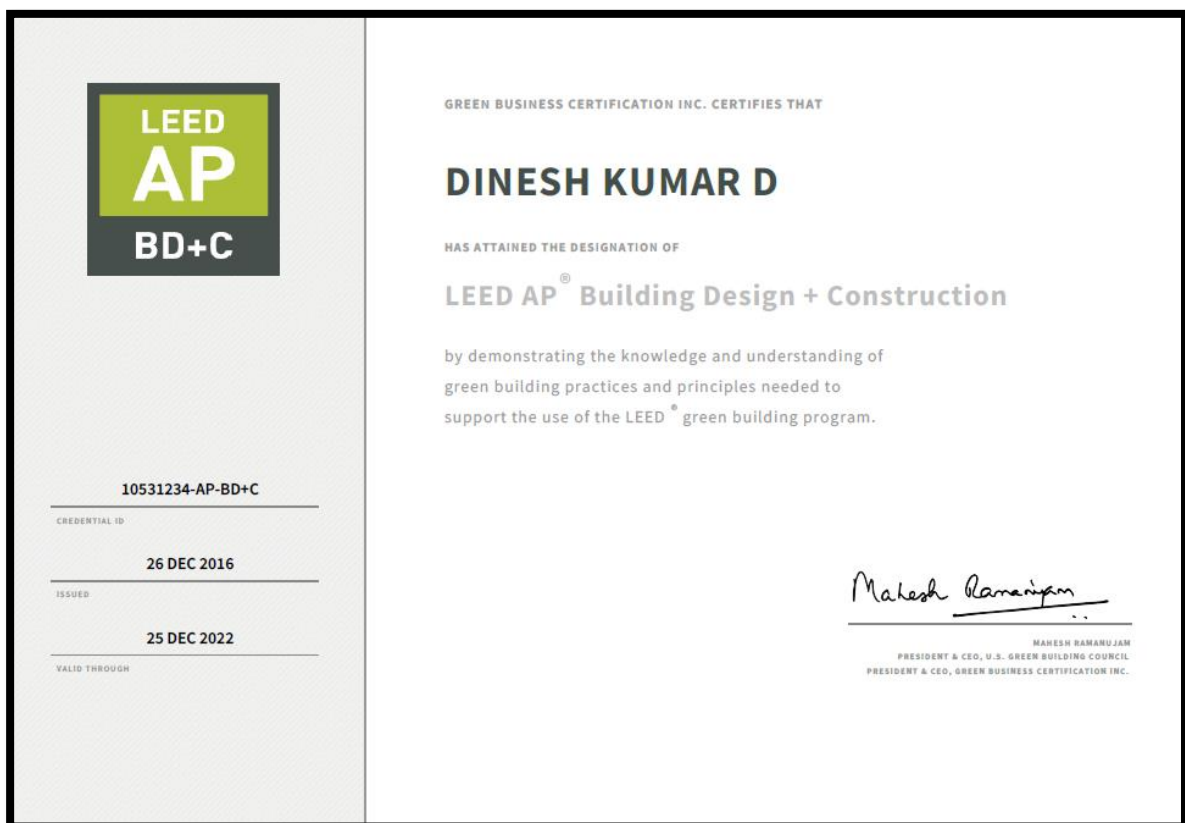 LEED
AP
BD+C
10531234-AP-BD+C
CREDENTIAL ID
26 DEC 2016
ISSUED
25 DEC 2022
VALID THROUGH
GREEN BUSINESS CERTIFICATION INC. CERTIFIES THAT
DINESH KUMAR D
HAS ATTAINED THE DESIGNATION OF
LEED AP® Building Design + Construction
by demonstrating the knowledge and understanding of
green building practices and principles needed to
support the use of the LEED ® green building program.
Mahesh Ramanujam
MAHESH RAMANUJAM
PRESIDENT & CEO, U.S. GREEN BUILDING COUNCIL
PRESIDENT & CEO, GREEN BUSINESS CERTIFICATION INC.